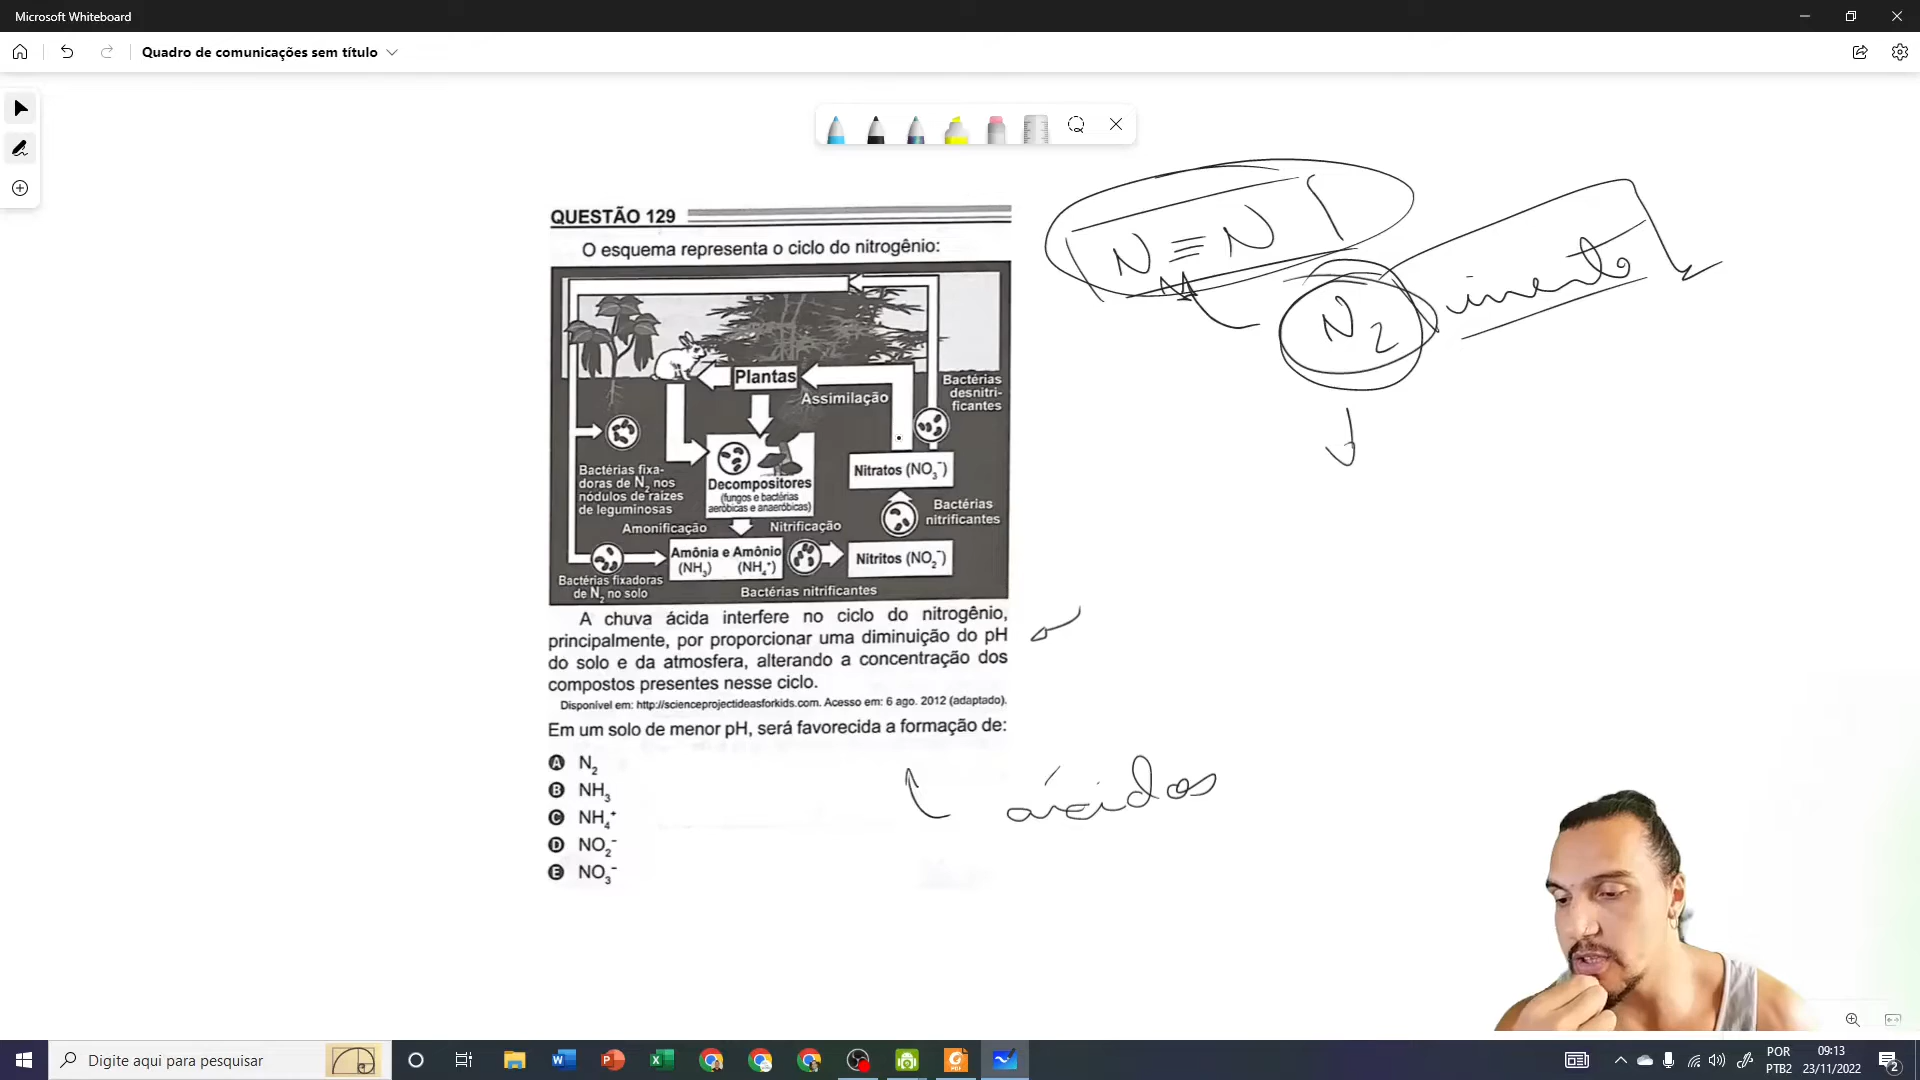 Microsoft Whiteboard
Quadro de comunicações sem título
QUESTÃO 129
O esquema representa o ciclo do nitrogênio:
N≡N
N2 inerte
Plantas
Assimilação
Bactérias
desnitri-
ficantes
Bactérias fixa-
doras de N2 nos
nódulos de raízes
de leguminosas
Decompositores
(fungos e bactérias
aeróbicas e anaeróbicas)
Nitratos (NO3-)
Bactérias
nitrificantes
Amonificação
Nitrificação
Amônia e Amônio
(NH3) (NH4+)
Nitritos (NO2-)
Bactérias fixadoras
de N2 no solo
Bactérias nitrificantes
A chuva ácida interfere no ciclo do nitrogênio,
principalmente, por proporcionar uma diminuição do pH
do solo e da atmosfera, alterando a concentração dos
compostos presentes nesse ciclo.
Disponível em: http://scienceprojectideasforkids.com. Acesso em: 6 ago. 2012 (adaptado).
Em um solo de menor pH, será favorecida a formação de:
ácidos
A N2
B NH3
C NH4+
D NO2-
E NO3-
Digite aqui para pesquisar
POR
PTB2
09:13
23/11/2022
2